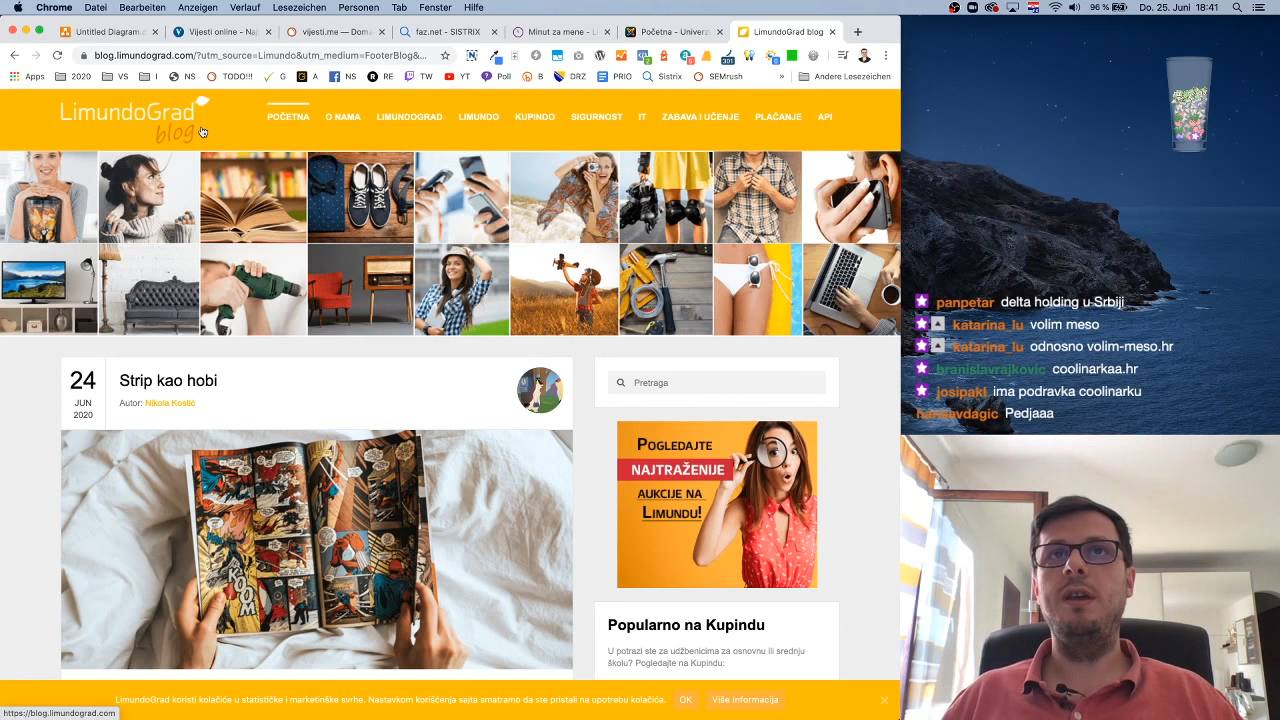 Chrome Ablage Bearbeiten Anzeigen Verlauf Lesezeichen Personen Tab Fenster Hilfe
96 % Do. 25. Juni 18:41
Untitled Diagram.d
Vijesti online - Na
vijesti.me — Doma
faz.net - SISTRIX
Minut za mene - L
Početna - Univerzi
LimundoGrad blog
blog.limundograd.com/?utm_source=Limundo&utm_medium=FooterBlog&...
Apps 2020 VS I NS TODO!!! G A NS RE TW YT Poll B DRZ PRIO Sistrix SEMrush » Andere Lesezeichen
LimundoGrad
blog
POČETNA O NAMA LIMUNDOGRAD LIMUNDO KUPINDO SIGURNOST IT ZABAVA I UČENJE PLAĆANJE API
24
JUN
2020
Strip kao hobi
Autor: Nikola Kostić
KA
BOOM
Pretraga
Pogledajte
NAJTRAŽENIJE
aukcije na
Limundu!
Popularno na Kupindu
U potrazi ste za udžbenicima za osnovnu ili srednju
školu? Pogledajte na Kupindu:
LimundoGrad koristi kolačiće u statističke i marketinške svrhe. Nastavkom korišćenja sajta smatramo da ste pristali na upotrebu kolačića. OK Više informacija
https://blog.limundograd.com
panpetar delta holding u Srbiji
katarina_lu volim meso
katarina_lu odnosno volim-meso.hr
branislavrajkovic coolinarkaa.hr
josipakl ima podravka coolinarku
harisavdagic Pedjaaa